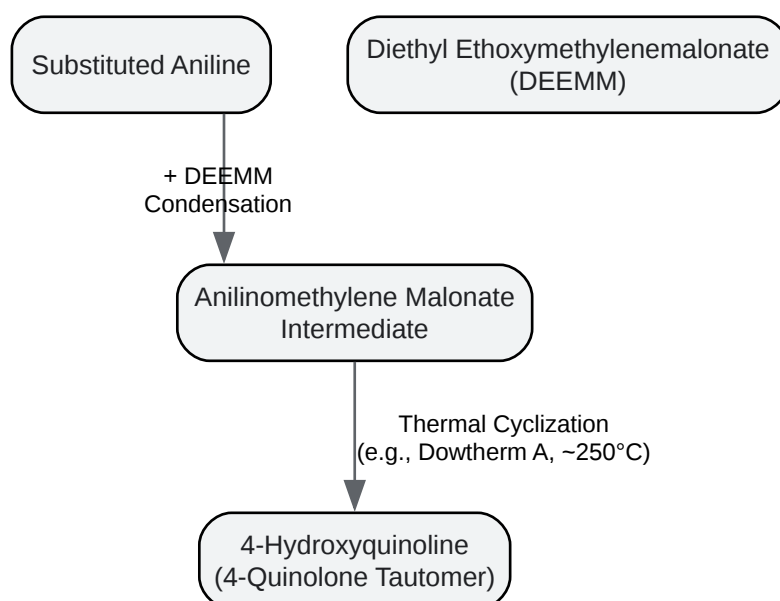 Substituted Aniline
Diethyl Ethoxymethylenemalonate
(DEEMM)
+ DEEMM
Condensation
Anilinomethylene Malonate
Intermediate
Thermal Cyclization
(e.g., Dowtherm A, ~250°C)
4-Hydroxyquinoline
(4-Quinolone Tautomer)